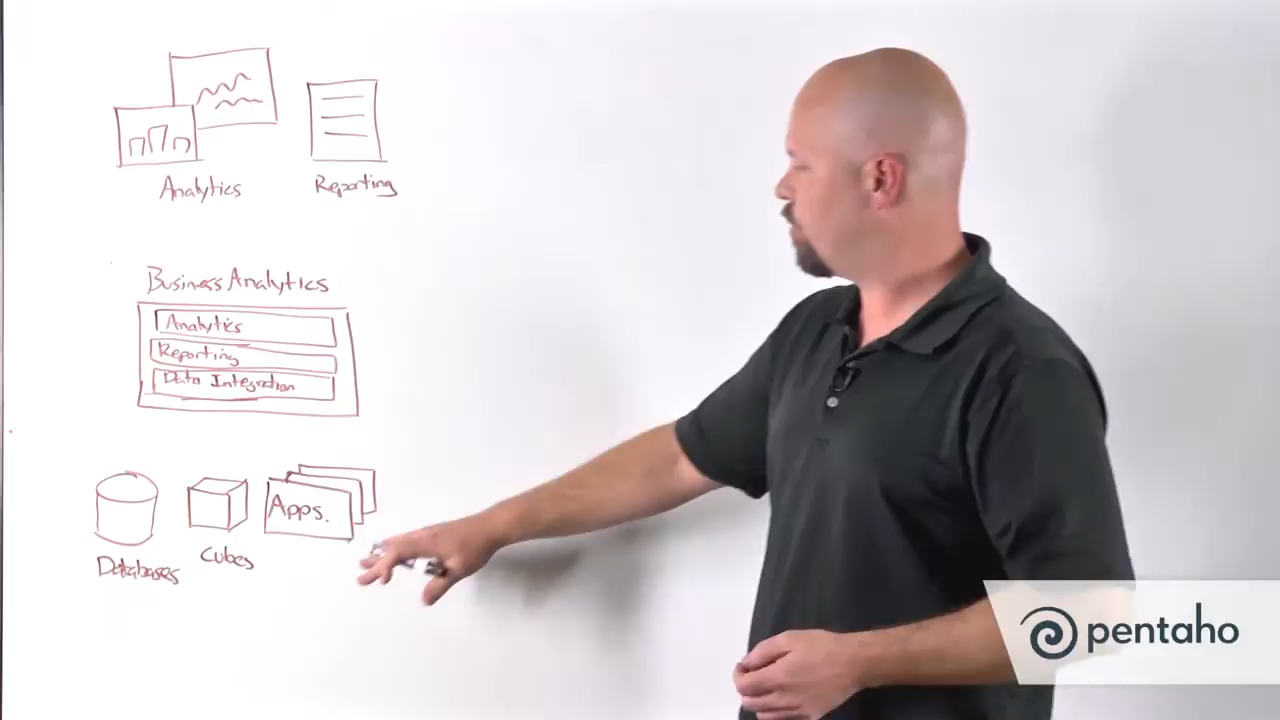 Analytics
Reporting
Business Analytics
Analytics
Reporting
Data Integration
Databases
Cubes
Apps.
pentaho